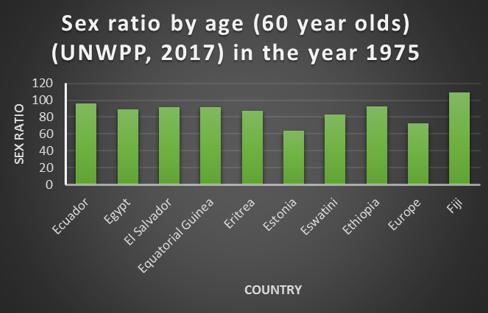 Sex ratio by age (60 year olds)
(UNWPP, 2017) in the year 1975
SEX RATIO
120
100
80
60
40
20
0
Ecuador
Egypt
El Salvador
Equatorial Guinea
Eritrea
Estonia
Eswatini
Ethiopia
Europe
Fiji
COUNTRY